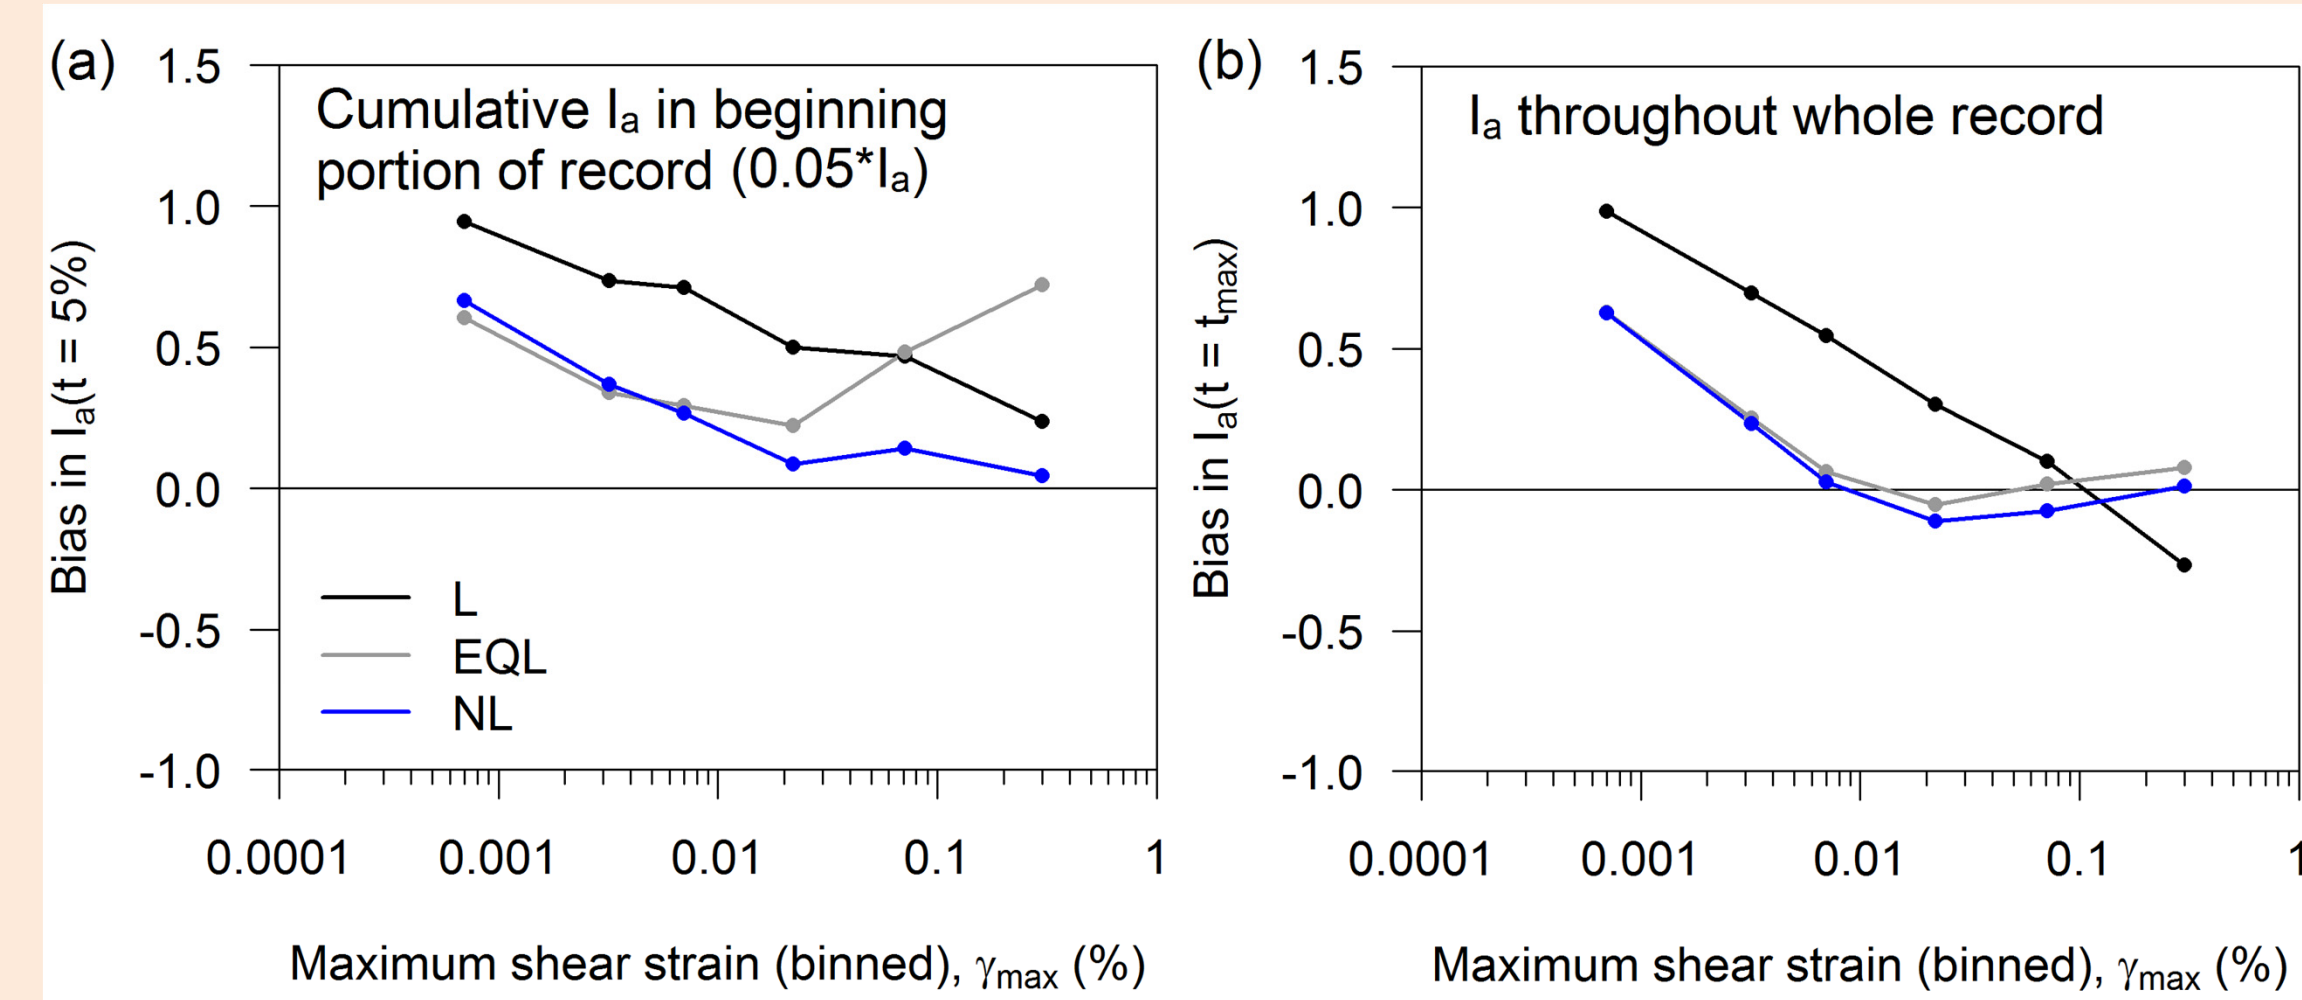 (a)
1.5
1.0
0.5
0.0
-0.5
-1.0
Bias in Iₐ(t = 5%)
Cumulative Iₐ in beginning
portion of record (0.05*Iₐ)
L
EQL
NL
0.0001 0.001 0.01 0.1 1
Maximum shear strain (binned), γmax (%)
(b)
1.5
1.0
0.5
0.0
-0.5
-1.0
Bias in Iₐ(t = tmax)
Iₐ throughout whole record
0.0001 0.001 0.01 0.1 1
Maximum shear strain (binned), γmax (%)